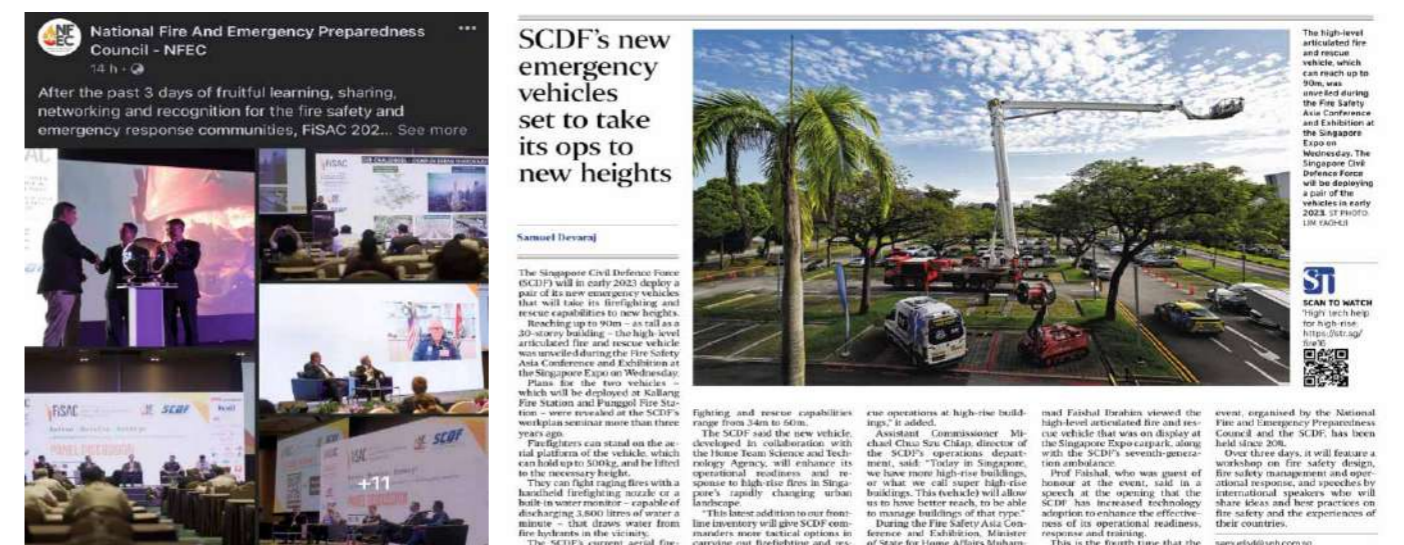 NF
EC
National Fire And Emergency Preparedness
Council - NFEC
14 h
After the past 3 days of fruitful learning, sharing,
networking and recognition for the fire safety and
emergency response communities, FiSAC 202... See more
FiSAC
FiSAC
SCDF
PANEL DISCUSSION
SCDF
+11
SCDF's new
emergency
vehicles
set to take
its ops to
new heights
Samuel Devaraj
The Singapore Civil Defence Force
(SCDF) will in early 2023 deploy a
pair of its new emergency vehicles
that will take its firefighting and
rescue capabilities to new heights.
Reaching up to 90m – as tall as a
30-storey building – the high-level
articulated fire and rescue vehicle
was unveiled during the Fire Safety
Asia Conference and Exhibition at
the Singapore Expo on Wednesday.
Plans for the two vehicles –
which will be deployed at Kallang
Fire Station and Punggol Fire Sta-
tion – were revealed at the SCDF's
workplan seminar more than three
years ago.
Firefighters can stand on the ae-
rial platform of the vehicle, which
can hold up to 500kg, and be lifted
to the necessary height.
They can fight raging fires with a
handheld firefighting nozzle or a
built-in water monitor – capable of
discharging 3,800 litres of water a
minute – that draws water from
fire hydrants in the vicinity.
The SCDF's current aerial fire-
fighting and rescue capabilities
range from 34m to 60m.
The SCDF said the new vehicle,
developed in collaboration with
the Home Team Science and Tech-
nology Agency, will enhance its
operational readiness and re-
sponse to high-rise fires in Singa-
pore's rapidly changing urban
landscape.
"This latest addition to our front-
line inventory will give SCDF com-
manders more tactical options in
carrying out firefighting and res-
cue operations at high-rise build-
ings," it added.
Assistant Commissioner Mi-
chael Chua Szu Chiap, director of
the SCDF's operations depart-
ment, said: "Today in Singapore,
we have more high-rise buildings,
or what we call super high-rise
buildings. This (vehicle) will allow
us to have better reach, to be able
to manage buildings of that type."
During the Fire Safety Asia Con-
ference and Exhibition, Minister
of State for Home Affairs Muham-
mad Faishal Ibrahim viewed the
high-level articulated fire and res-
cue vehicle that was on display at
the Singapore Expo carpark, along
with the SCDF's seventh-genera-
tion ambulance.
Prof Faishal, who was guest of
honour at the event, said in a
speech at the opening that the
SCDF has increased technology
adoption to enhance the effective-
ness of its operational readiness,
response and training.
This is the fourth time that the
event, organised by the National
Fire and Emergency Preparedness
Council and the SCDF, has been
held since
Over three days, it will feature a
workshop on fire safety design,
fire safety management and oper-
ational response, and speeches by
international speakers who will
share ideas and best practices on
fire safety and the experiences of
their countries.
The high-level
articulated fire
and rescue
vehicle, which
can reach up to
90m, was
unveiled during
the Fire Safety
Asia Conference
and Exhibition at
the Singapore
Expo on
Wednesday. The
Singapore Civil
Defence Force
will be deploying
a pair of the
vehicles in early
2023. ST PHOTO:
LIM YAOHUI
ST
SCAN TO WATCH
'High' tech help
for high-rise:
https://str.sg/